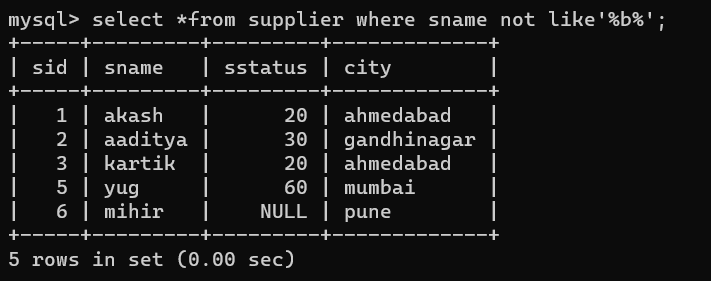 mysql> select *from supplier where sname not like'%b%';
+-----+---------+---------+-------------+
| sid | sname   | sstatus | city        |
+-----+---------+---------+-------------+
|   1 | akash   |      20 | ahmedabad   |
|   2 | aaditya |      30 | gandhinagar |
|   3 | kartik  |      20 | ahmedabad   |
|   5 | yug     |      60 | mumbai      |
|   6 | mihir   |    NULL | pune        |
+-----+---------+---------+-------------+
5 rows in set (0.00 sec)